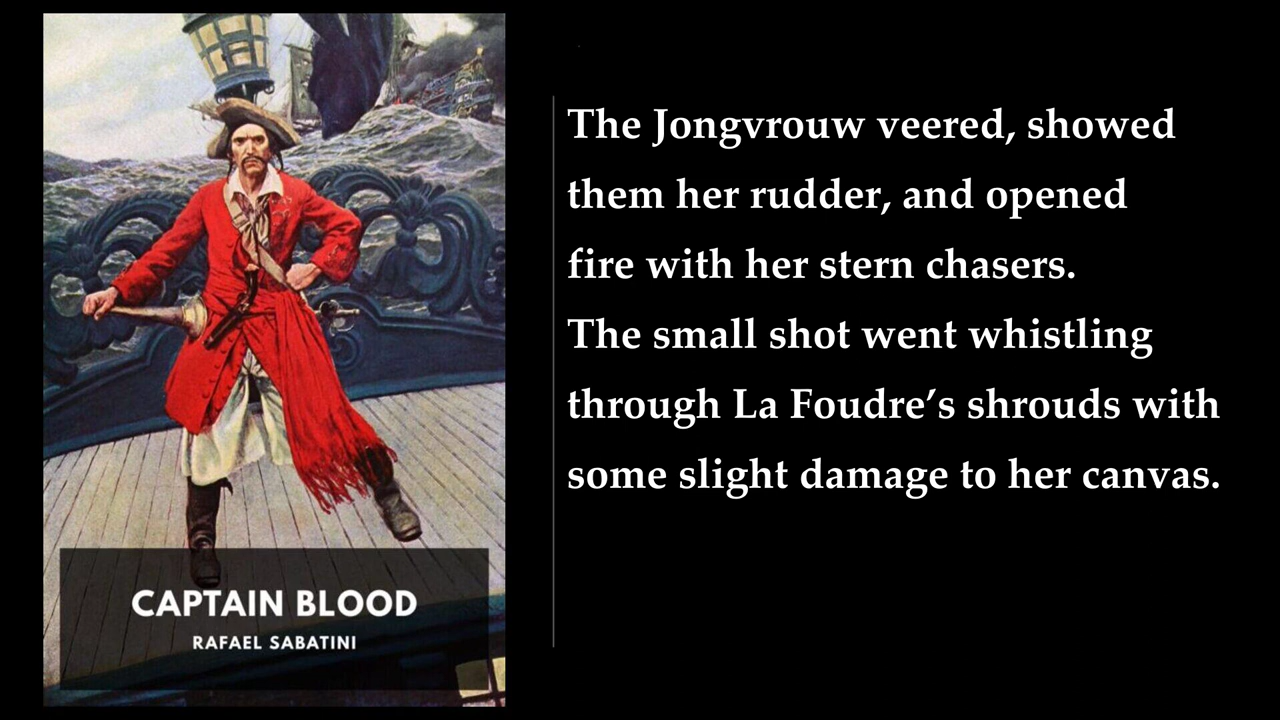 CAPTAIN BLOOD
RAFAEL SABATINI
The Jongvrouw veered, showed
them her rudder, and opened
fire with her stern chasers.
The small shot went whistling
through La Foudre’s shrouds with
some slight damage to her canvas.